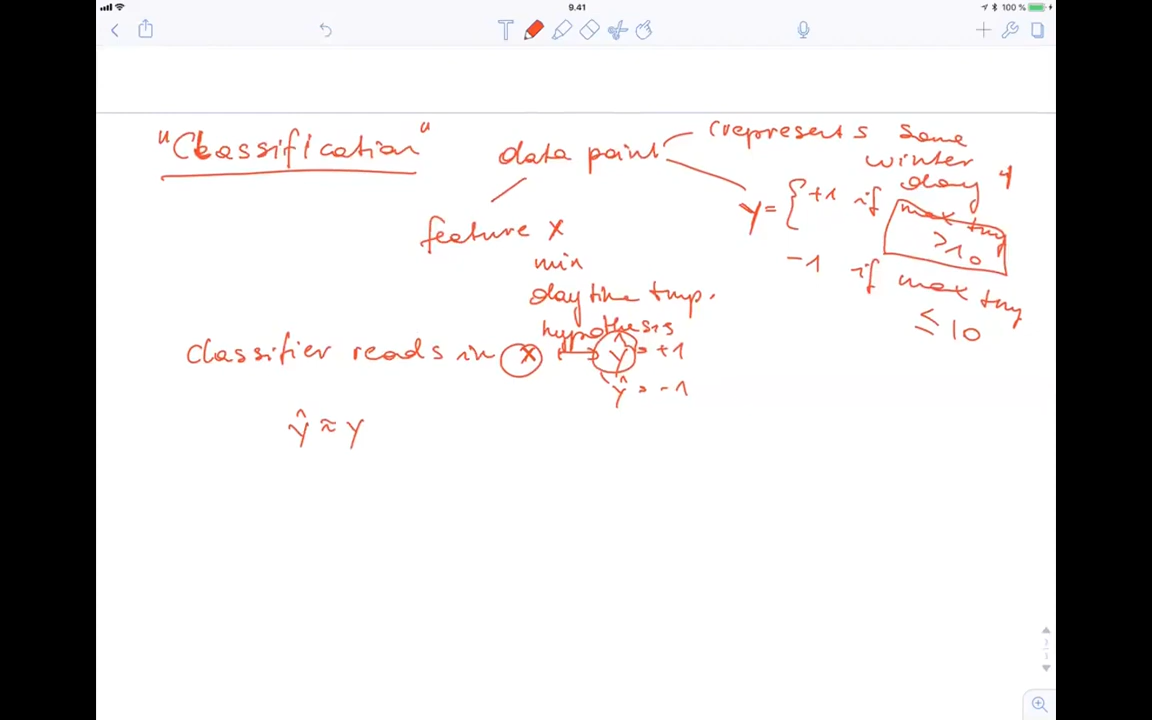 9.41
100 %
"Classification"
data point
(represents some
winter
day
y = { +1 if max tmp
>10
-1 if max tmp
≤ 10
feature x
min
day time tmp.
hypothesis
Classifier reads in x ŷ = +1
ŷ = -1
ŷ ≈ y